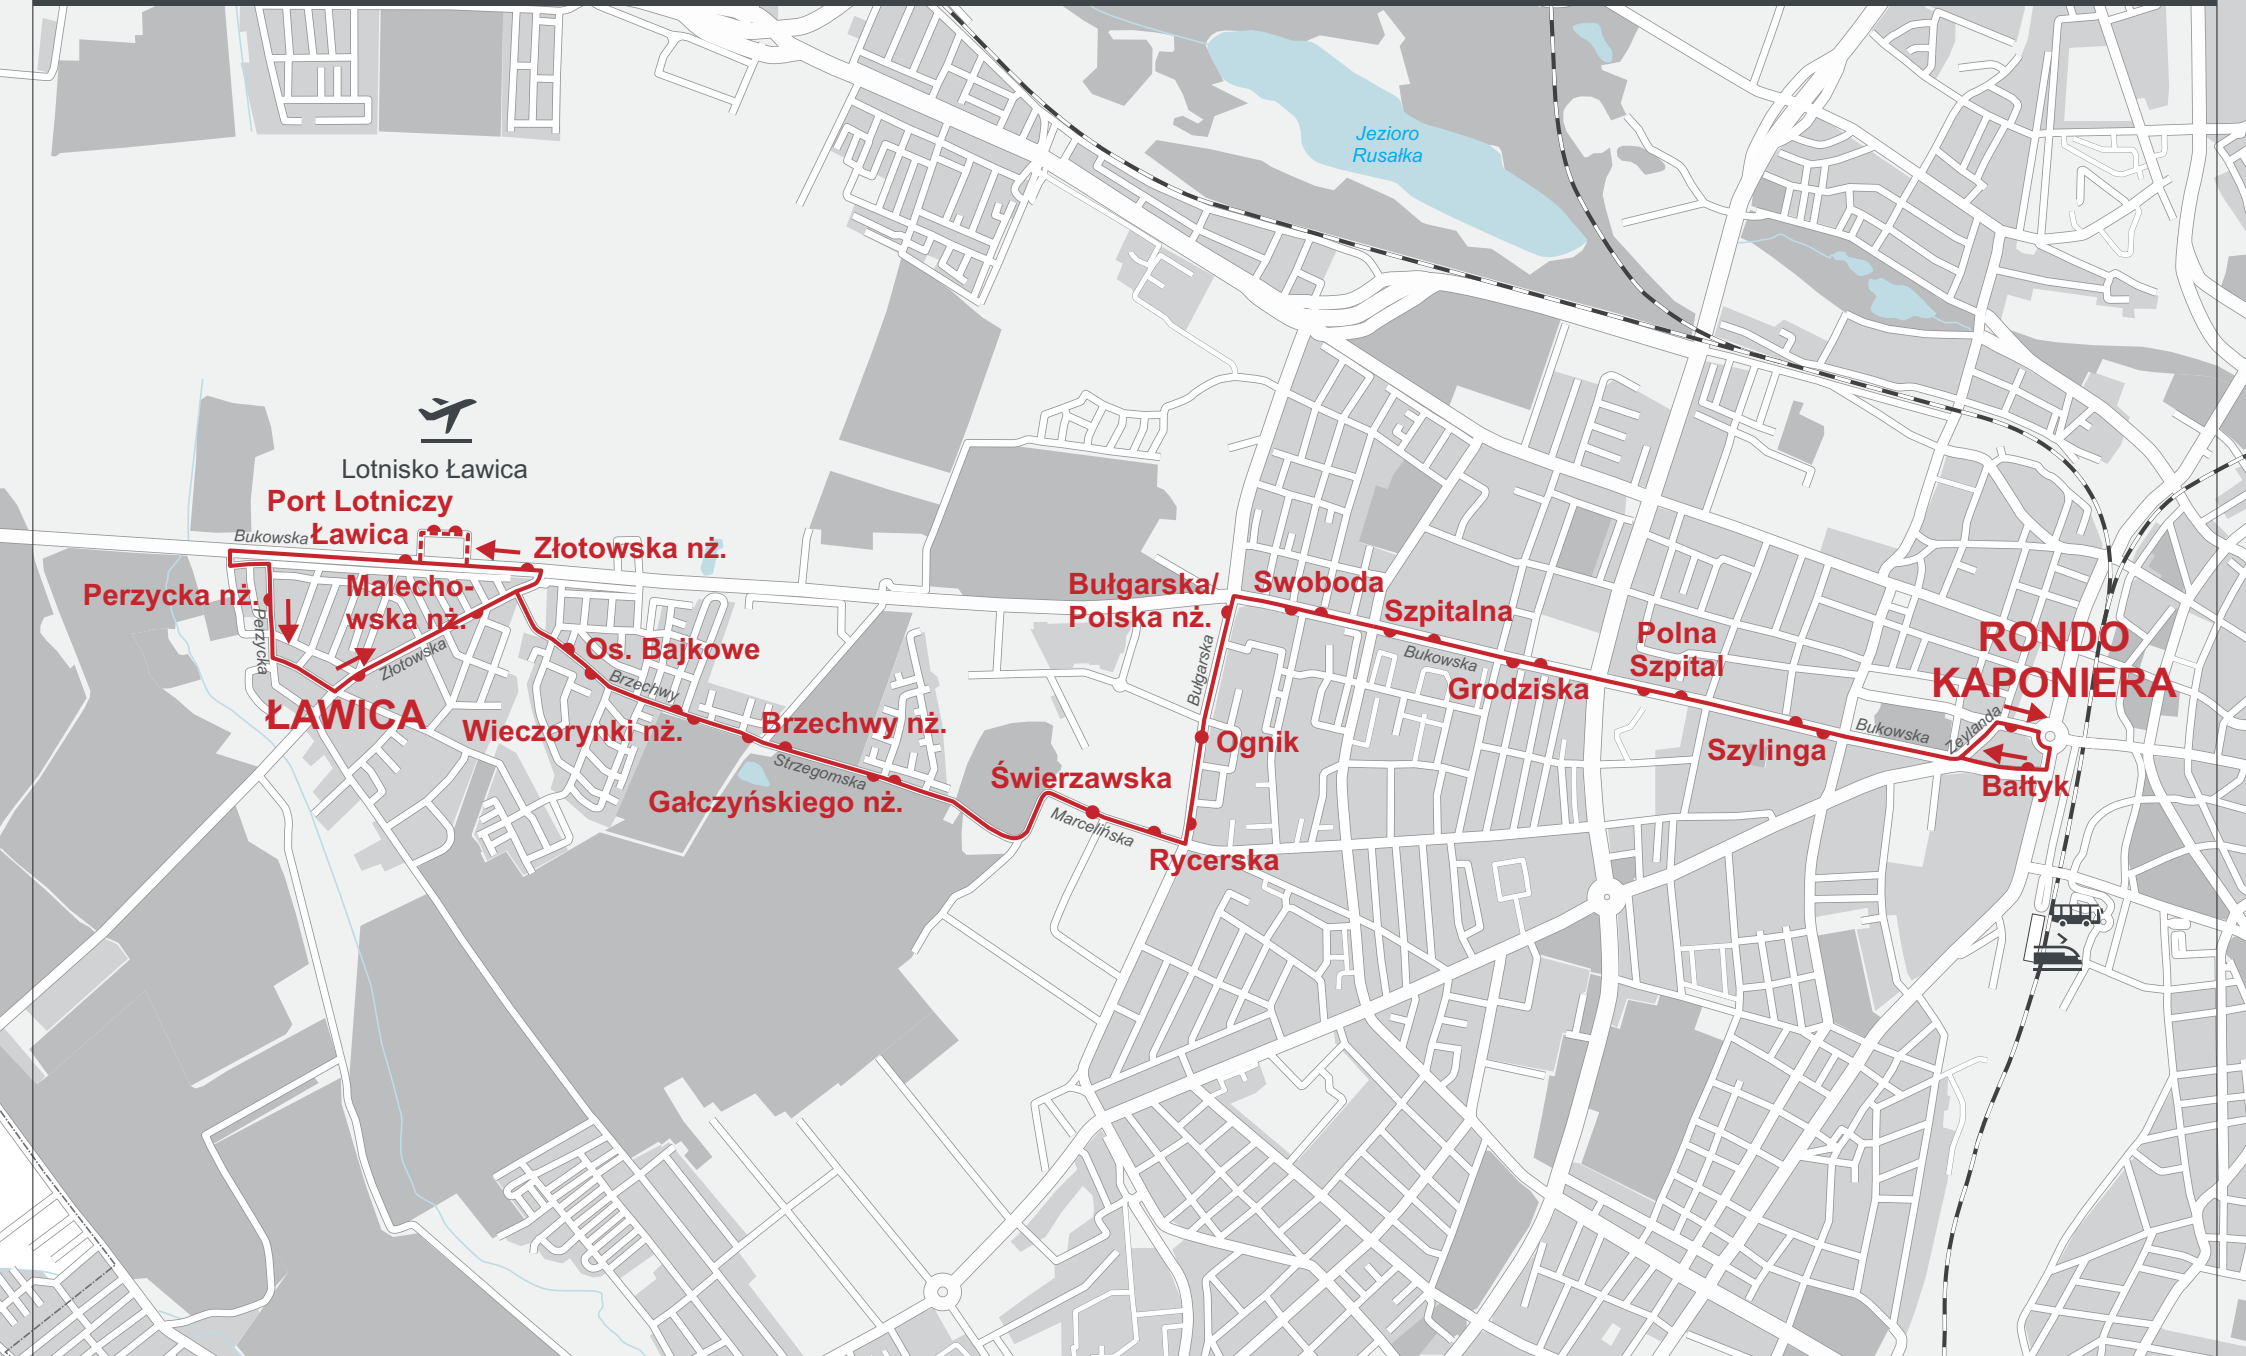 Jezioro
Rusałka
Lotnisko Ławica
Port Lotniczy
Ławica
Bukowska
Złotowska nż.
Perzycka nż.
Perzycka
Malecho-
wska nż.
Złotowska
ŁAWICA
Os. Bajkowe
Brzechwy
Wieczorynki nż.
Brzechwy nż.
Strzegomska
Gałczyńskiego nż.
Świerzawska
Marcelińska
Rycerska
Ognik
Bułgarska
Bułgarska/
Polska nż.
Swoboda
Szpitalna
Bukowska
Grodziska
Polna
Szpital
Szylinga
Bukowska
Zeylanda
RONDO
KAPONIERA
Bałtyk